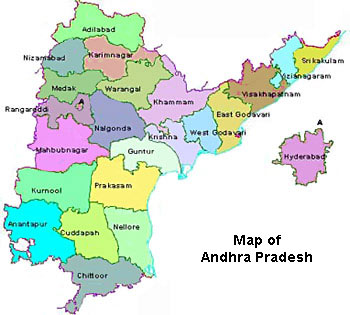 Adilabad
Nizamabad
Karimnagar
Medak
Warangal
Rangareddi
A
Khammam
Nalgonda
Mahbubnagar
Krishna
West Godavari
East Godavari
Visakhapatnam
Vizianagaram
Srikakulam
Guntur
A
Hyderabad
Kurnool
Prakasam
Anantapur
Cuddapah
Nellore
Chittoor
Map of
Andhra Pradesh